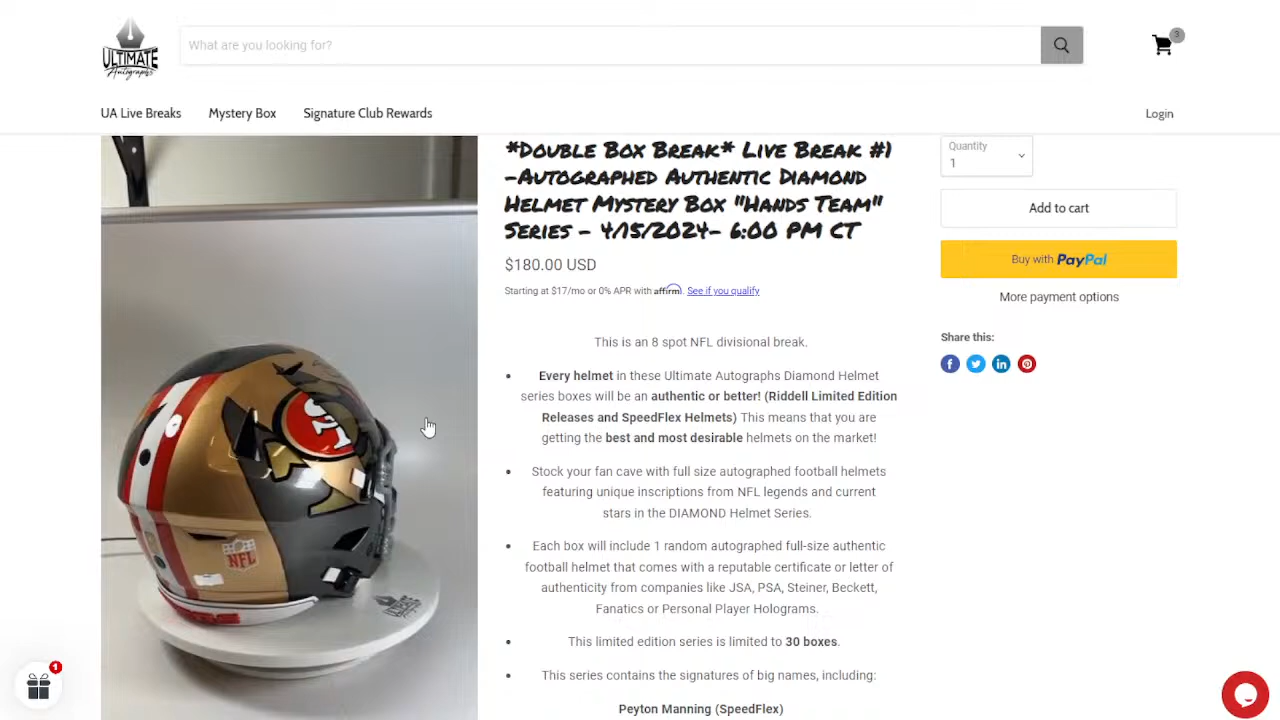 ULTIMATE
Autographs
What are you looking for?
3
UA Live Breaks
Mystery Box
Signature Club Rewards
Login
*Double Box Break* Live Break #1
-Autographed Authentic Diamond
Helmet Mystery Box "Hands Team"
Series - 4/15/2024- 6:00 PM CT
$180.00 USD
Starting at $17/mo or 0% APR with affirm. See if you qualify
This is an 8 spot NFL divisional break.
Every helmet in these Ultimate Autographs Diamond Helmet
series boxes will be an authentic or better! (Riddell Limited Edition
Releases and SpeedFlex Helmets) This means that you are
getting the best and most desirable helmets on the market!
Stock your fan cave with full size autographed football helmets
featuring unique inscriptions from NFL legends and current
stars in the DIAMOND Helmet Series.
Each box will include 1 random autographed full-size authentic
football helmet that comes with a reputable certificate or letter of
authenticity from companies like JSA, PSA, Steiner, Beckett,
Fanatics or Personal Player Holograms.
This limited edition series is limited to 30 boxes.
This series contains the signatures of big names, including:
Peyton Manning (SpeedFlex)
Quantity
1
Add to cart
Buy with PayPal
More payment options
Share this:
NFL
ULTIMATE
1